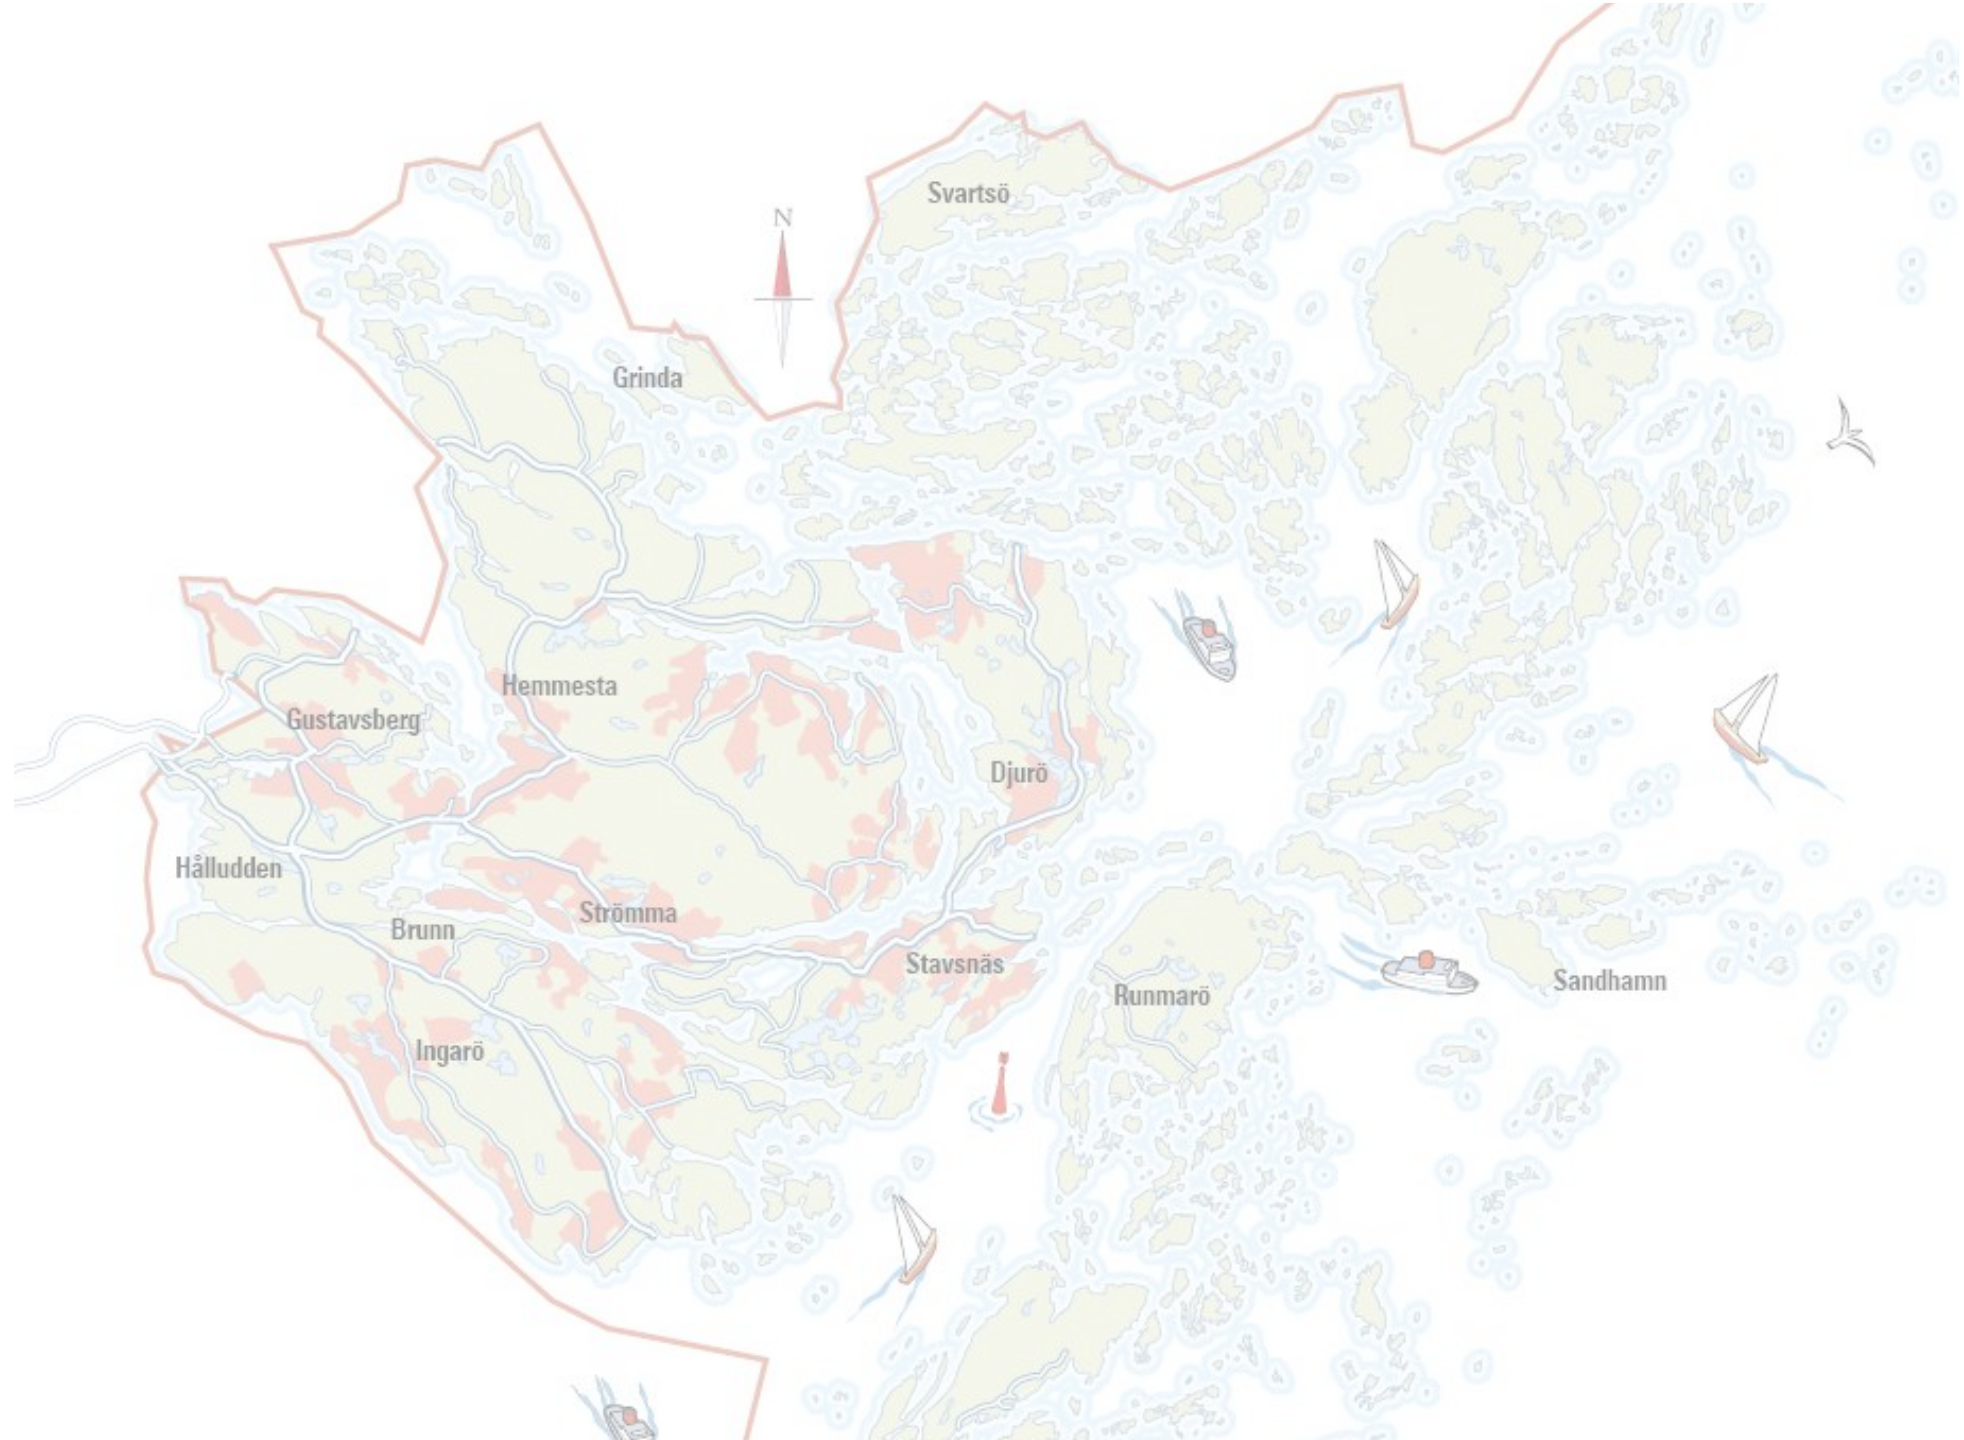 Svartsö
N
Grinda
Hemmesta
Gustavsberg
Djurö
Hålludden
Strömma
Brunn
Stavsnäs
Sandhamn
Runmarö
Ingarö